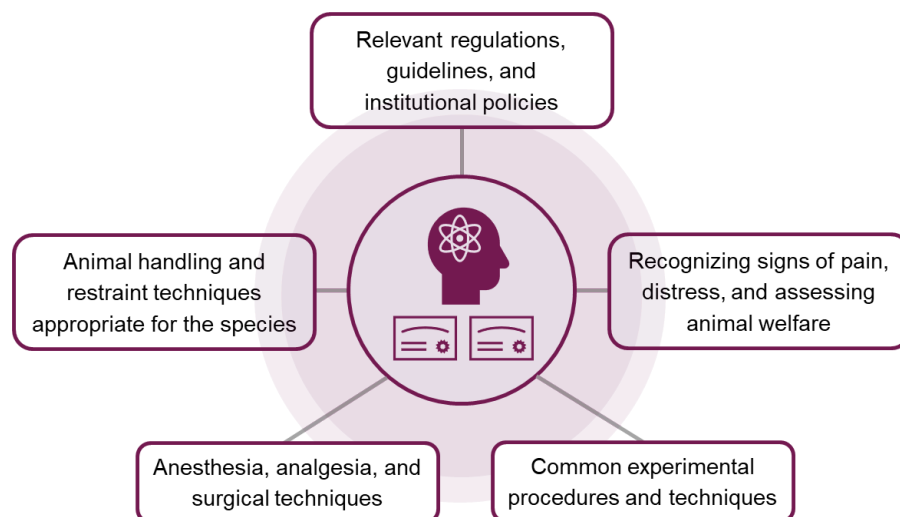 Relevant regulations,
guidelines, and
institutional policies
Animal handling and
restraint techniques
appropriate for the species
Recognizing signs of pain,
distress, and assessing
animal welfare
Anesthesia, analgesia, and
surgical techniques
Common experimental
procedures and techniques